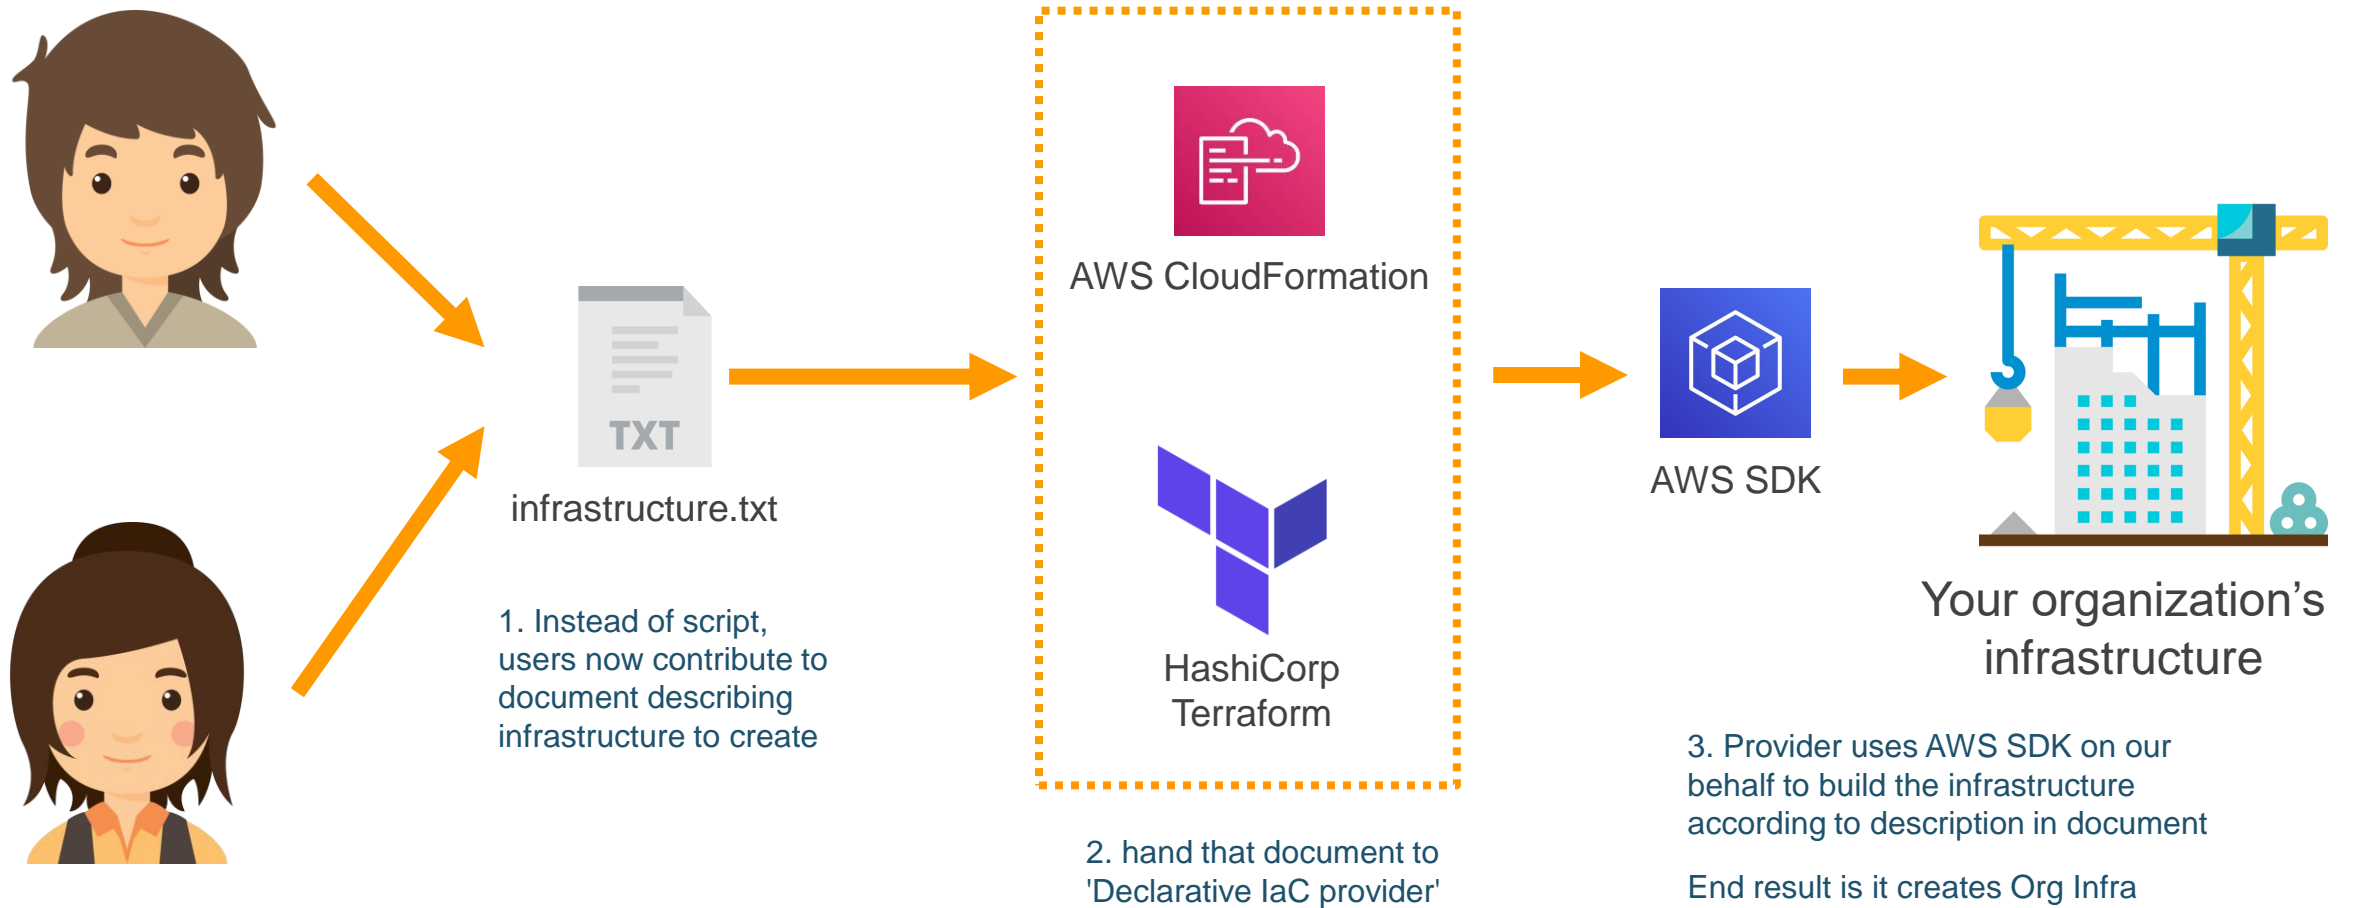 TXT
infrastructure.txt
1. Instead of script,
users now contribute to
document describing
infrastructure to create
AWS CloudFormation
HashiCorp
Terraform
2. hand that document to
'Declarative IaC provider'
AWS SDK
Your organization’s
infrastructure
3. Provider uses AWS SDK on our
behalf to build the infrastructure
according to description in document
End result is it creates Org Infra